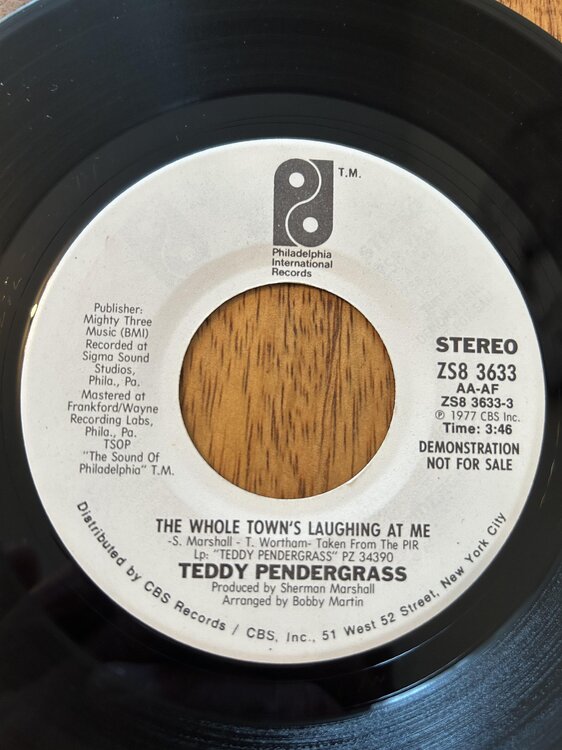 T.M.
Philadelphia
International
Records
Publisher:
Mighty Three
Music (BMI)
Recorded at
Sigma Sound
Studios,
Phila., Pa.
Mastered at
Frankford/Wayne
Recording Labs,
Phila., Pa.
TSOP
"The Sound Of
Philadelphia" T.M.
STEREO
ZS8 3633
AA-AF
ZS8 3633-3
℗ 1977 CBS Inc.
Time: 3:46
DEMONSTRATION
NOT FOR SALE
THE WHOLE TOWN'S LAUGHING AT ME
-S. Marshall - T. Wortham- Taken From The PIR
Lp: "TEDDY PENDERGRASS" PZ 34390
TEDDY PENDERGRASS
Produced by Sherman Marshall
Arranged by Bobby Martin
Distributed by CBS Records / CBS, Inc., 51 West 52 Street, New York City